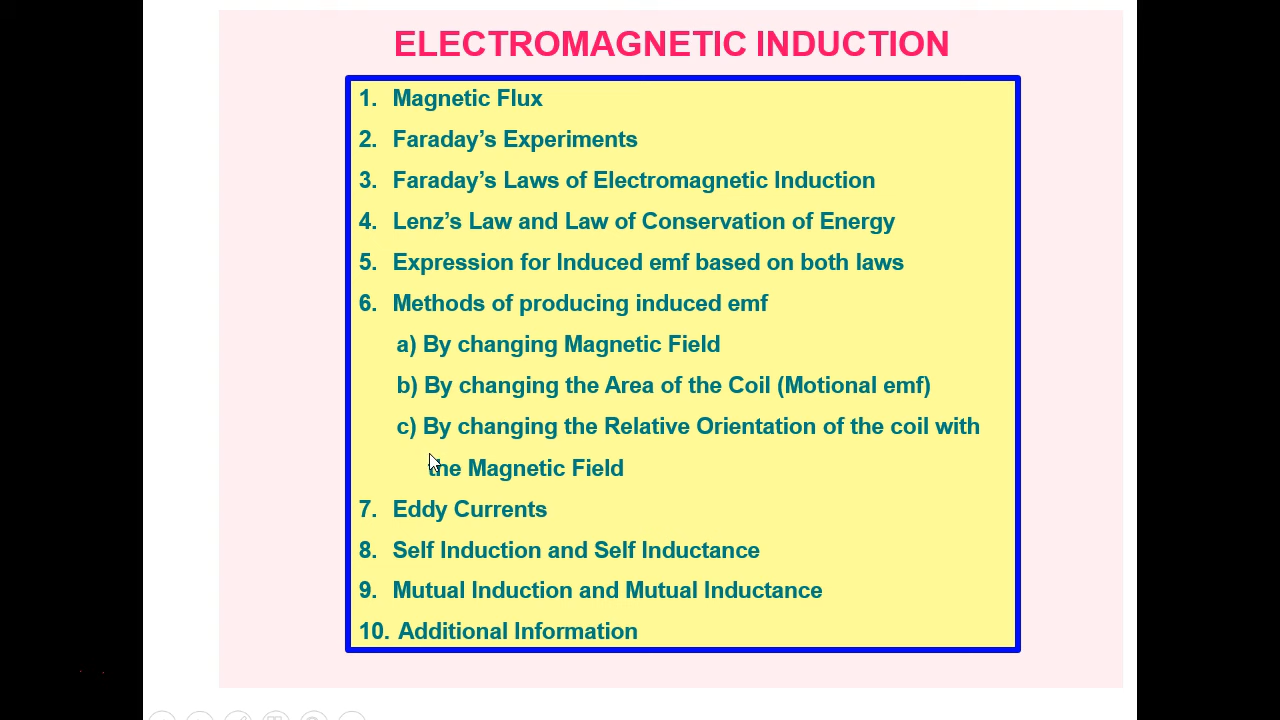 ELECTROMAGNETIC INDUCTION
1. Magnetic Flux
2. Faraday’s Experiments
3. Faraday’s Laws of Electromagnetic Induction
4. Lenz’s Law and Law of Conservation of Energy
5. Expression for Induced emf based on both laws
6. Methods of producing induced emf
a) By changing Magnetic Field
b) By changing the Area of the Coil (Motional emf)
c) By changing the Relative Orientation of the coil with
the Magnetic Field
7. Eddy Currents
8. Self Induction and Self Inductance
9. Mutual Induction and Mutual Inductance
10. Additional Information